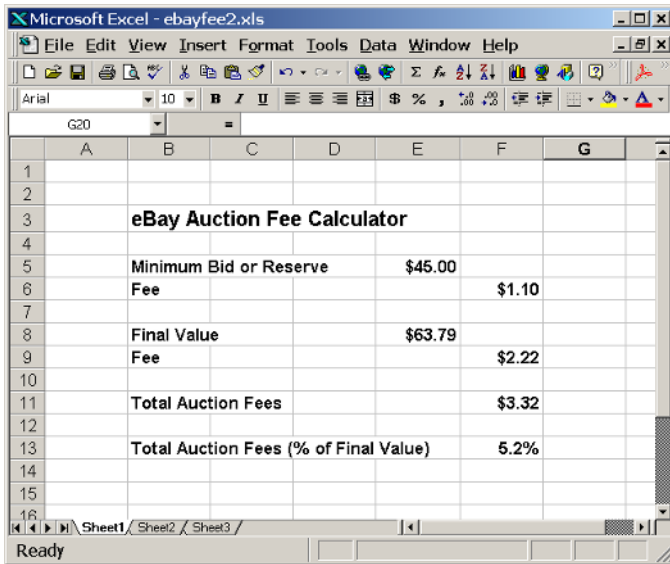 Microsoft Excel - ebayfee2.xls
File Edit View Insert Format Tools Data Window Help
Arial 10 B I U $ % ,
G20 =
A B C D E F G
1
2
3 eBay Auction Fee Calculator
4
5 Minimum Bid or Reserve $45.00
6 Fee $1.10
7
8 Final Value $63.79
9 Fee $2.22
10
11 Total Auction Fees $3.32
12
13 Total Auction Fees (% of Final Value) 5.2%
14
15
16
Sheet1 Sheet2 Sheet3
Ready